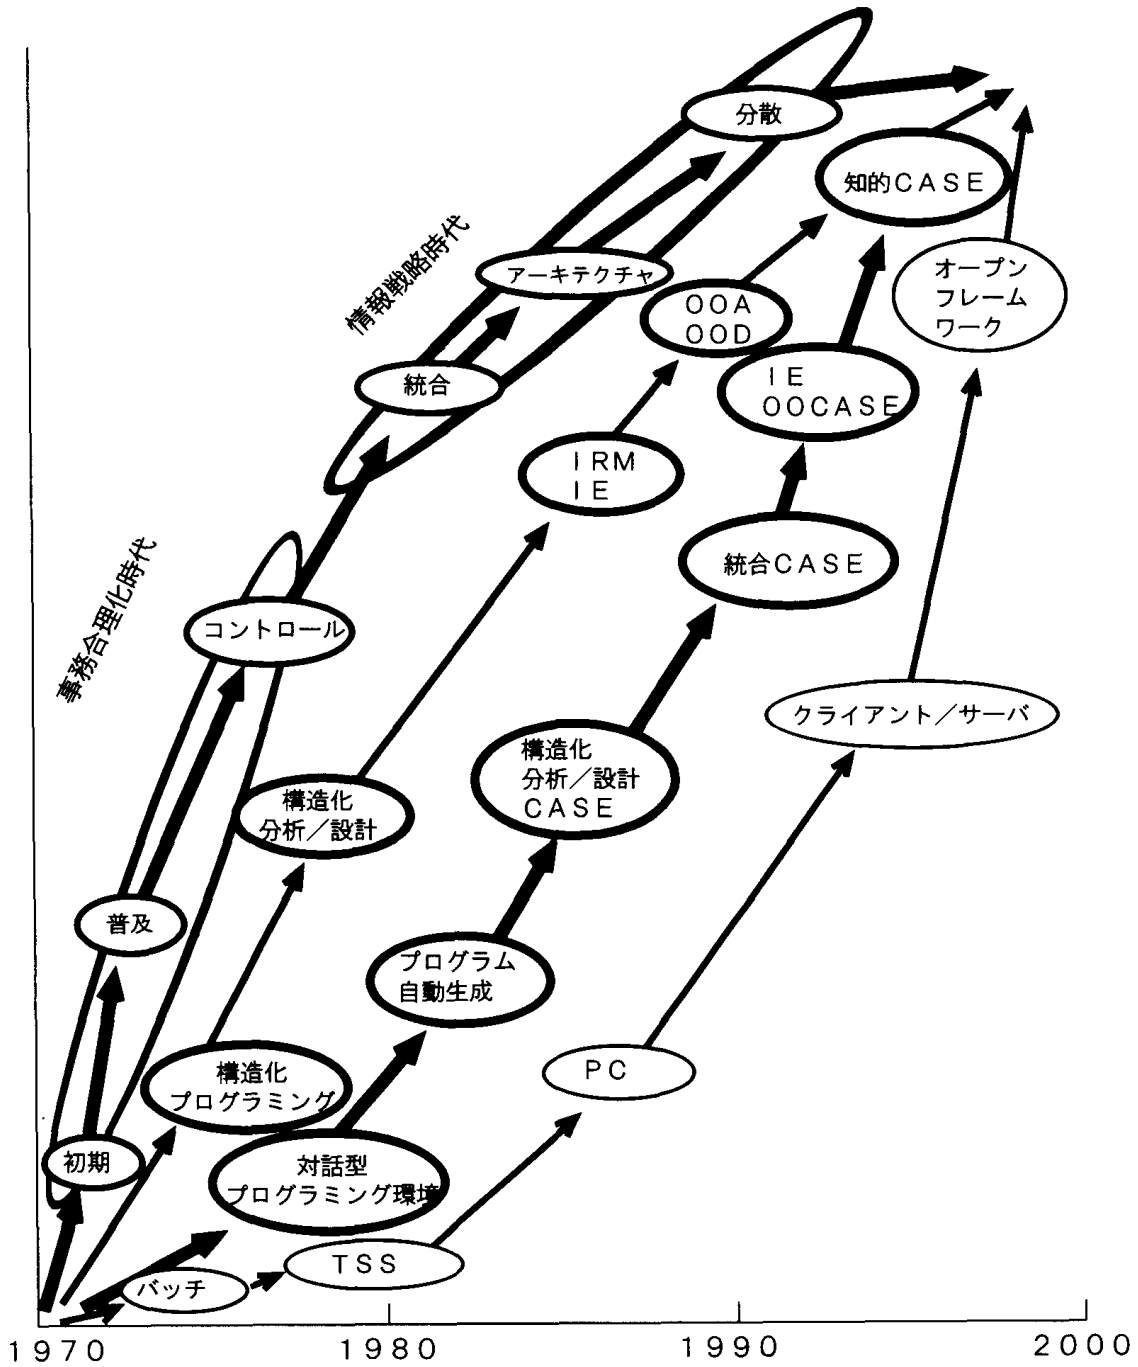 分散
知的CASE
情報戦略時代
アーキテクチャ
オープン
フレーム
ワーク
OOA
OOD
統合
IE
OOCASE
IRM
IE
統合CASE
事務合理化時代
コントロール
クライアント／サーバ
構造化
分析／設計
CASE
構造化
分析／設計
普及
プログラム
自動生成
構造化
プログラミング
PC
初期
対話型
プログラミング環境
TSS
バッチ
1970
1980
1990
2000